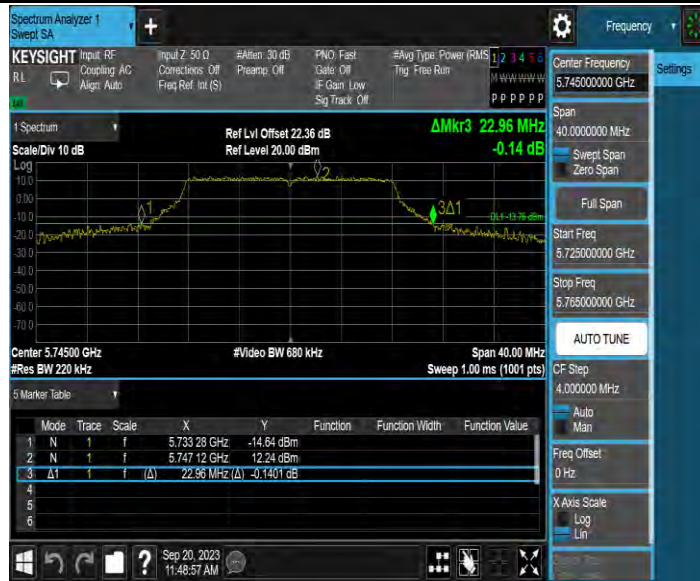 Spectrum Analyzer 1
Swept SA
+
Frequency
KEYSIGHT Input: RF
RL
Coupling: AC
Align: Auto
Input Z: 50 Ω
Corrections: Off
Freq Ref: Int (S)
#Atten: 30 dB
Preamp: Off
PNO: Fast
Gate: Off
IF Gain: Low
Sig Track: Off
#Avg Type: Power (RMS
Trig: Free Run
1 2 3 4 5 6
M W W W W W
P P P P P P
1 Spectrum
Scale/Div 10 dB
Ref Lvl Offset 22.36 dB
Ref Level 20.00 dBm
ΔMkr3 22.96 MHz
-0.14 dB
Log
10.0
0.00
-10.0
-20.0
-30.0
-40.0
-50.0
-60.0
-70.0
1
2
3Δ1
DL1 -13.76 dBm
Center 5.74500 GHz
#Video BW 680 kHz
Span 40.00 MHz
#Res BW 220 kHz
Sweep 1.00 ms (1001 pts)
5 Marker Table
Mode Trace Scale X Y Function Function Width Function Value
1 N 1 f 5.733 28 GHz -14.64 dBm
2 N 1 f 5.747 12 GHz 12.24 dBm
3 Δ1 1 f (Δ) 22.96 MHz (Δ) -0.1401 dB
4
5
6
Sep 20, 2023
11:48:57 AM
?
Center Frequency
5.745000000 GHz
Settings
Span
40.0000000 MHz
Swept Span
Zero Span
Full Span
Start Freq
5.725000000 GHz
Stop Freq
5.765000000 GHz
AUTO TUNE
CF Step
4.000000 MHz
Auto
Man
Freq Offset
0 Hz
X Axis Scale
Log
Lin